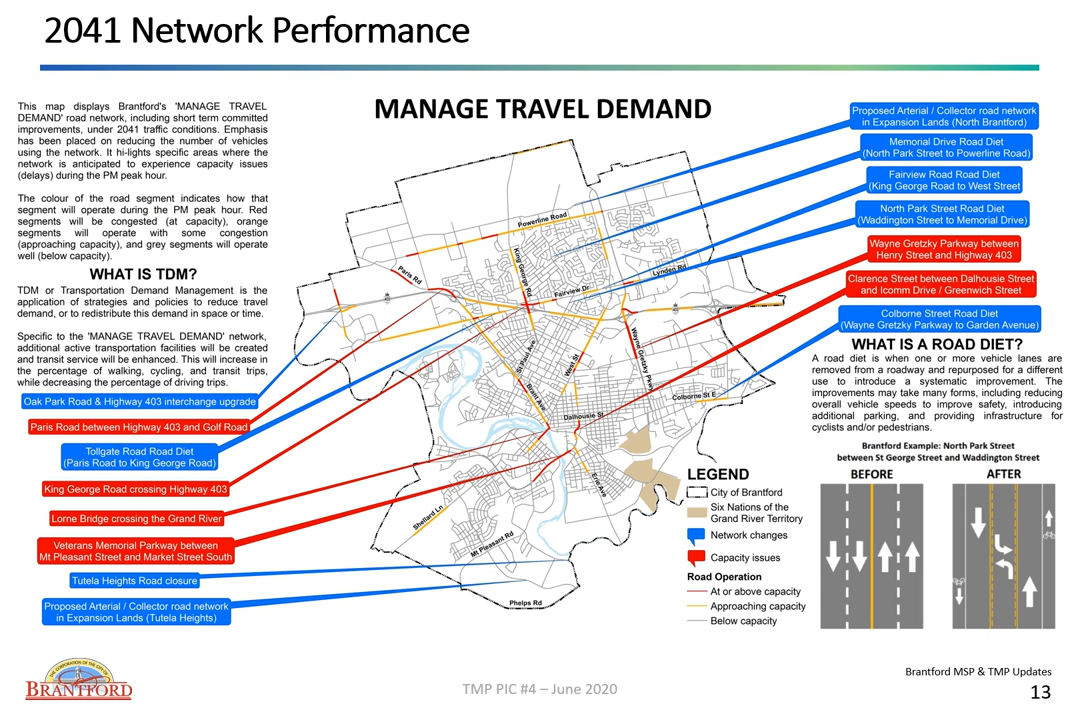 2041 Network Performance
This map displays Brantford's 'MANAGE TRAVEL
DEMAND' road network, including short term committed
improvements, under 2041 traffic conditions. Emphasis
has been placed on reducing the number of vehicles
using the network. It hi-lights specific areas where the
network is anticipated to experience capacity issues
(delays) during the PM peak hour.
The colour of the road segment indicates how that
segment will operate during the PM peak hour. Red
segments will be congested (at capacity), orange
segments will operate with some congestion
(approaching capacity), and grey segments will operate
well (below capacity).
WHAT IS TDM?
TDM or Transportation Demand Management is the
application of strategies and policies to reduce travel
demand, or to redistribute this demand in space or time.
Specific to the 'MANAGE TRAVEL DEMAND' network,
additional active transportation facilities will be created
and transit service will be enhanced. This will increase in
the percentage of walking, cycling, and transit trips,
while decreasing the percentage of driving trips.
Oak Park Road & Highway 403 interchange upgrade
Paris Road between Highway 403 and Golf Road
Tollgate Road Road Diet
(Paris Road to King George Road)
King George Road crossing Highway 403
Lorne Bridge crossing the Grand River
Veterans Memorial Parkway between
Mt Pleasant Street and Market Street South
Tutela Heights Road closure
Proposed Arterial / Collector road network
in Expansion Lands (Tutela Heights)
MANAGE TRAVEL DEMAND
Powerline Road
Paris Rd
King George Rd
Lynden Rd
Fairview Dr
Wayne Gretzky Pkwy
St Paul Ave
West St
Brant Ave
Colborne St E
Dalhousie St
Erie Ave
Shellard Ln
Mt Pleasant Rd
Phelps Rd
LEGEND
City of Brantford
Six Nations of the
Grand River Territory
Network changes
Capacity issues
Road Operation
At or above capacity
Approaching capacity
Below capacity
Proposed Arterial / Collector road network
in Expansion Lands (North Brantford)
Memorial Drive Road Diet
(North Park Street to Powerline Road)
Fairview Road Road Diet
(King George Road to West Street
North Park Street Road Diet
(Waddington Street to Memorial Drive)
Wayne Gretzky Parkway between
Henry Street and Highway 403
Clarence Street between Dalhousie Street
and Icomm Drive / Greenwich Street
Colborne Street Road Diet
(Wayne Gretzky Parkway to Garden Avenue)
WHAT IS A ROAD DIET?
A road diet is when one or more vehicle lanes are
removed from a roadway and repurposed for a different
use to introduce a systematic improvement. The
improvements may take many forms, including reducing
overall vehicle speeds to improve safety, introducing
additional parking, and providing infrastructure for
cyclists and/or pedestrians.
Brantford Example: North Park Street
between St George Street and Waddington Street
BEFORE
AFTER
THE CORPORATION OF THE CITY OF
BRANTFORD
TMP PIC #4 – June 2020
Brantford MSP & TMP Updates
13